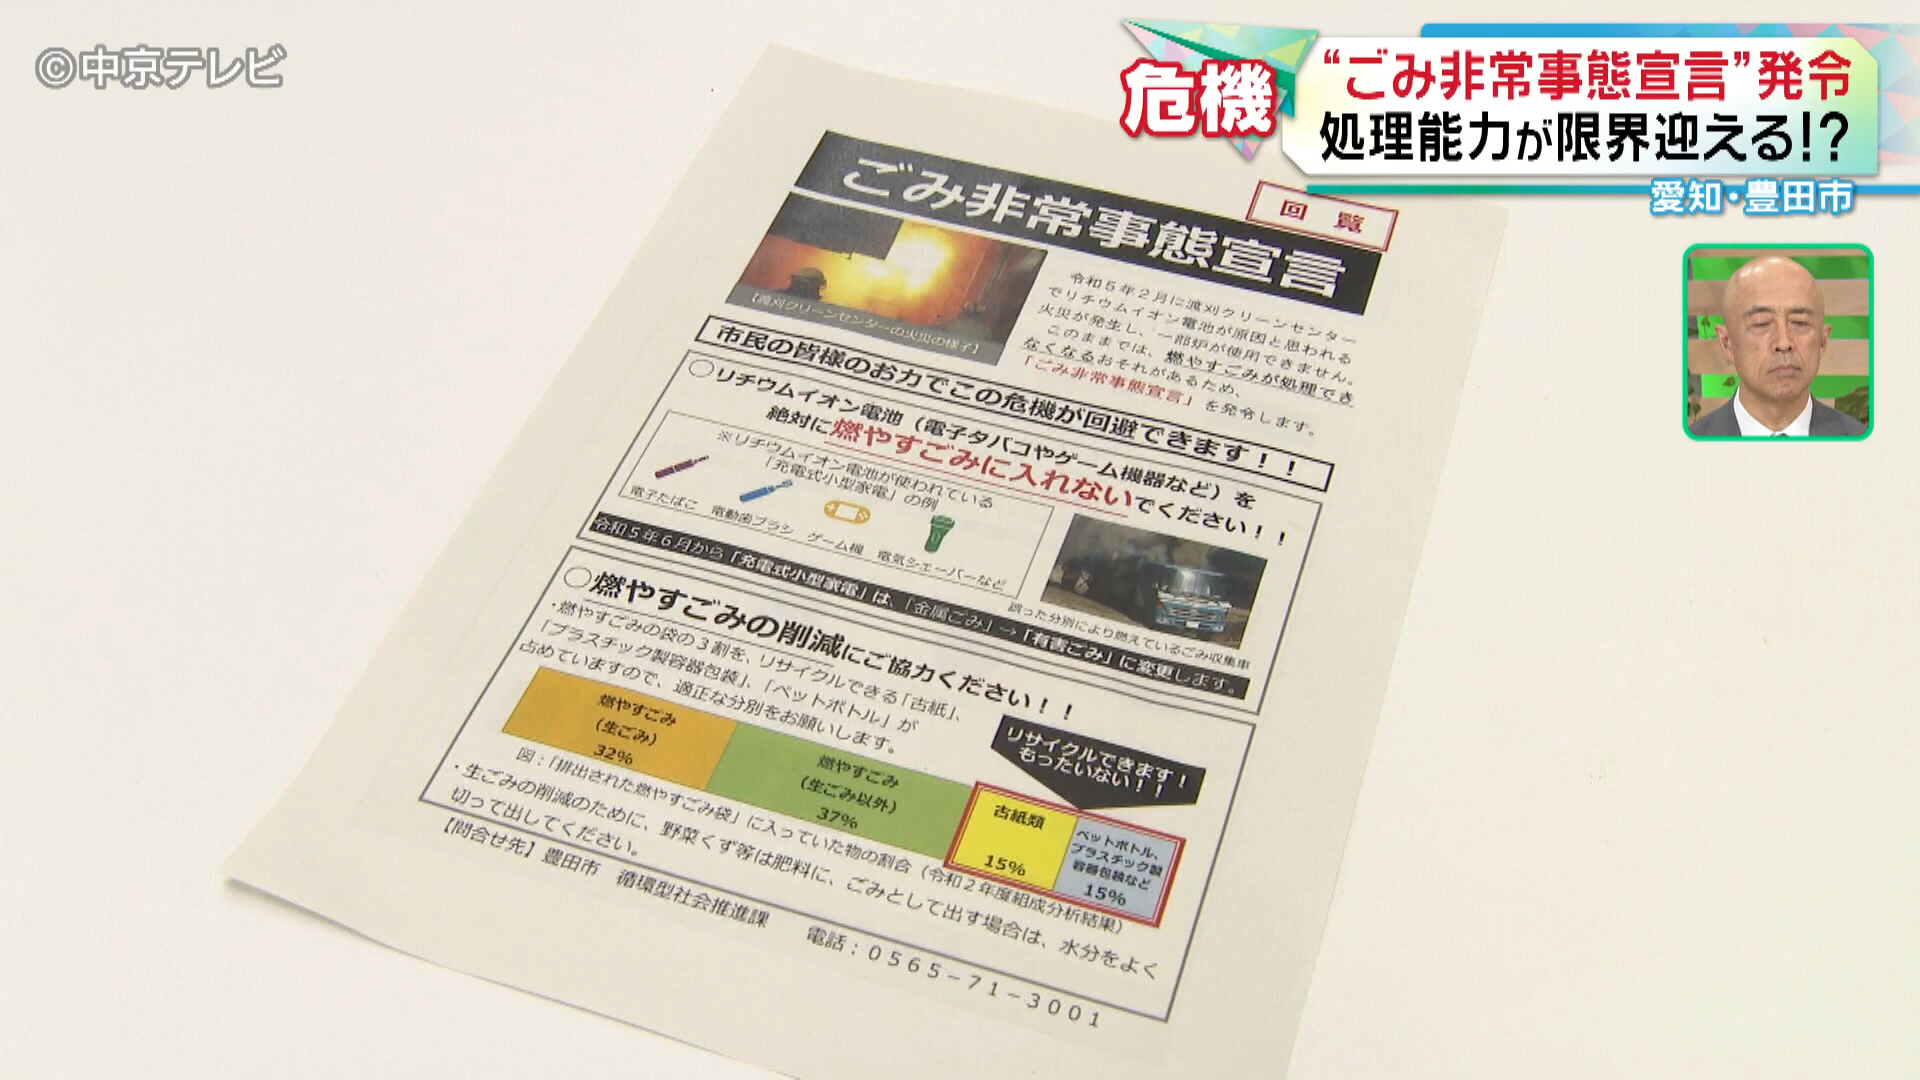 ©中京テレビ
危機
“ごみ非常事態宣言”発令
処理能力が限界迎える!?
愛知・豊田市
回覧
ごみ非常事態宣言
【渡刈クリーンセンターの火災の様子】
令和5年2月に渡刈クリーンセンター
でリチウムイオン電池が原因と思われる
火災が発生し、一部炉が使用できません。
このままでは、燃やすごみが処理でき
なくなるおそれがあるため、
「ごみ非常事態宣言」を発令します。
市民の皆様のお力でこの危機が回避できます！！
○リチウムイオン電池（電子タバコやゲーム機器など）を
絶対に燃やすごみに入れないでください！！
※リチウムイオン電池が使われている
「充電式小型家電」の例
電子たばこ 電動歯ブラシ ゲーム機 電気シェーバーなど
誤った分別により燃えているごみ収集車
令和5年6月から「充電式小型家電」は、「金属ごみ」→「有害ごみ」に変更します。
○燃やすごみの削減にご協力ください！！
・燃やすごみの袋の3割を、リサイクルできる「古紙」、
「プラスチック製容器包装」、「ペットボトル」が
占めていますので、適正な分別をお願いします。
リサイクルできます！
もったいない！！
燃やすごみ
（生ごみ）
32%
燃やすごみ
（生ごみ以外）
37%
古紙類
15%
ペットボトル、
プラスチック製
容器包装など
15%
図：「排出された燃やすごみ袋」に入っていた物の割合（令和2年度組成分析結果）
・生ごみの削減のために、野菜くず等は肥料に、ごみとして出す場合は、水分をよく
切って出してください。
【問合せ先】豊田市 循環型社会推進課 電話：0565-71-3001